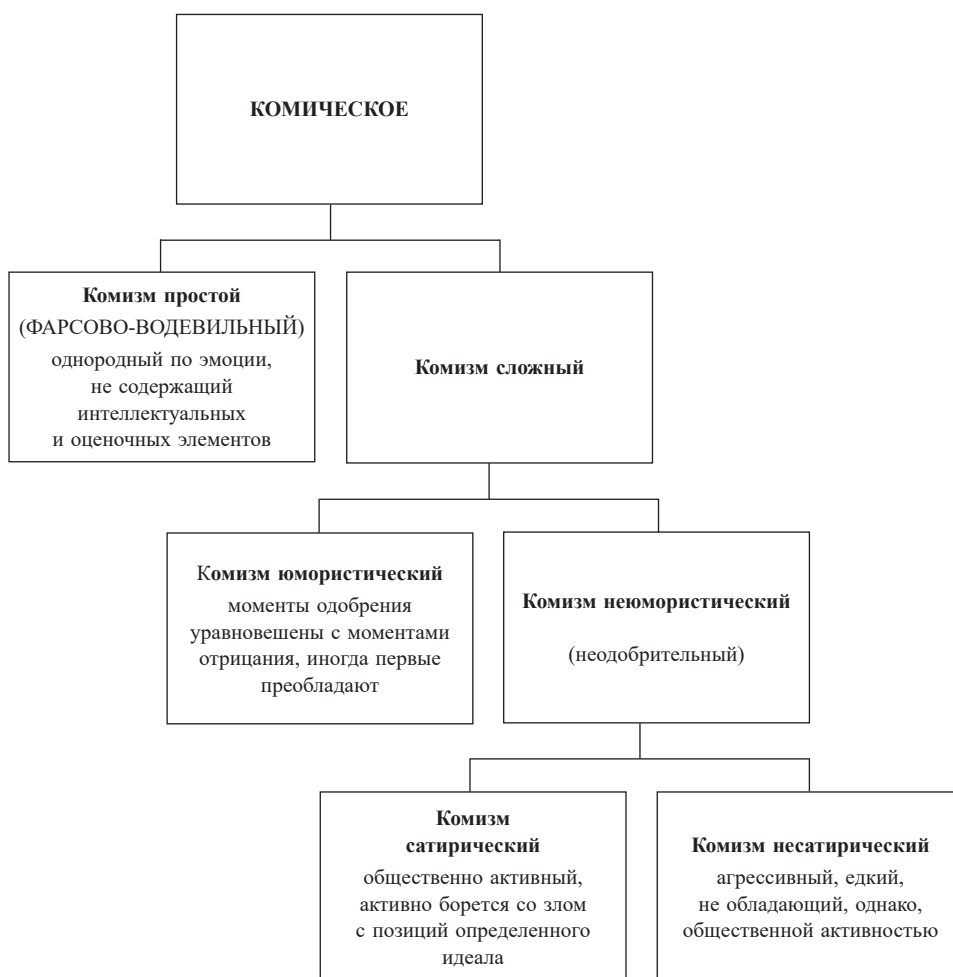 КОМИЧЕСКОЕ
Комизм простой
(ФАРСОВО-ВОДЕВИЛЬНЫЙ)
однородный по эмоции,
не содержащий
интеллектуальных
и оценочных элементов
Комизм сложный
Комизм юмористический
моменты одобрения
уравновешены с моментами
отрицания, иногда первые
преобладают
Комизм неюмористический
(неодобрительный)
Комизм
сатирический
общественно активный,
активно борется со злом
с позиций определенного
идеала
Комизм несатирический
агрессивный, едкий,
не обладающий, однако,
общественной активностью